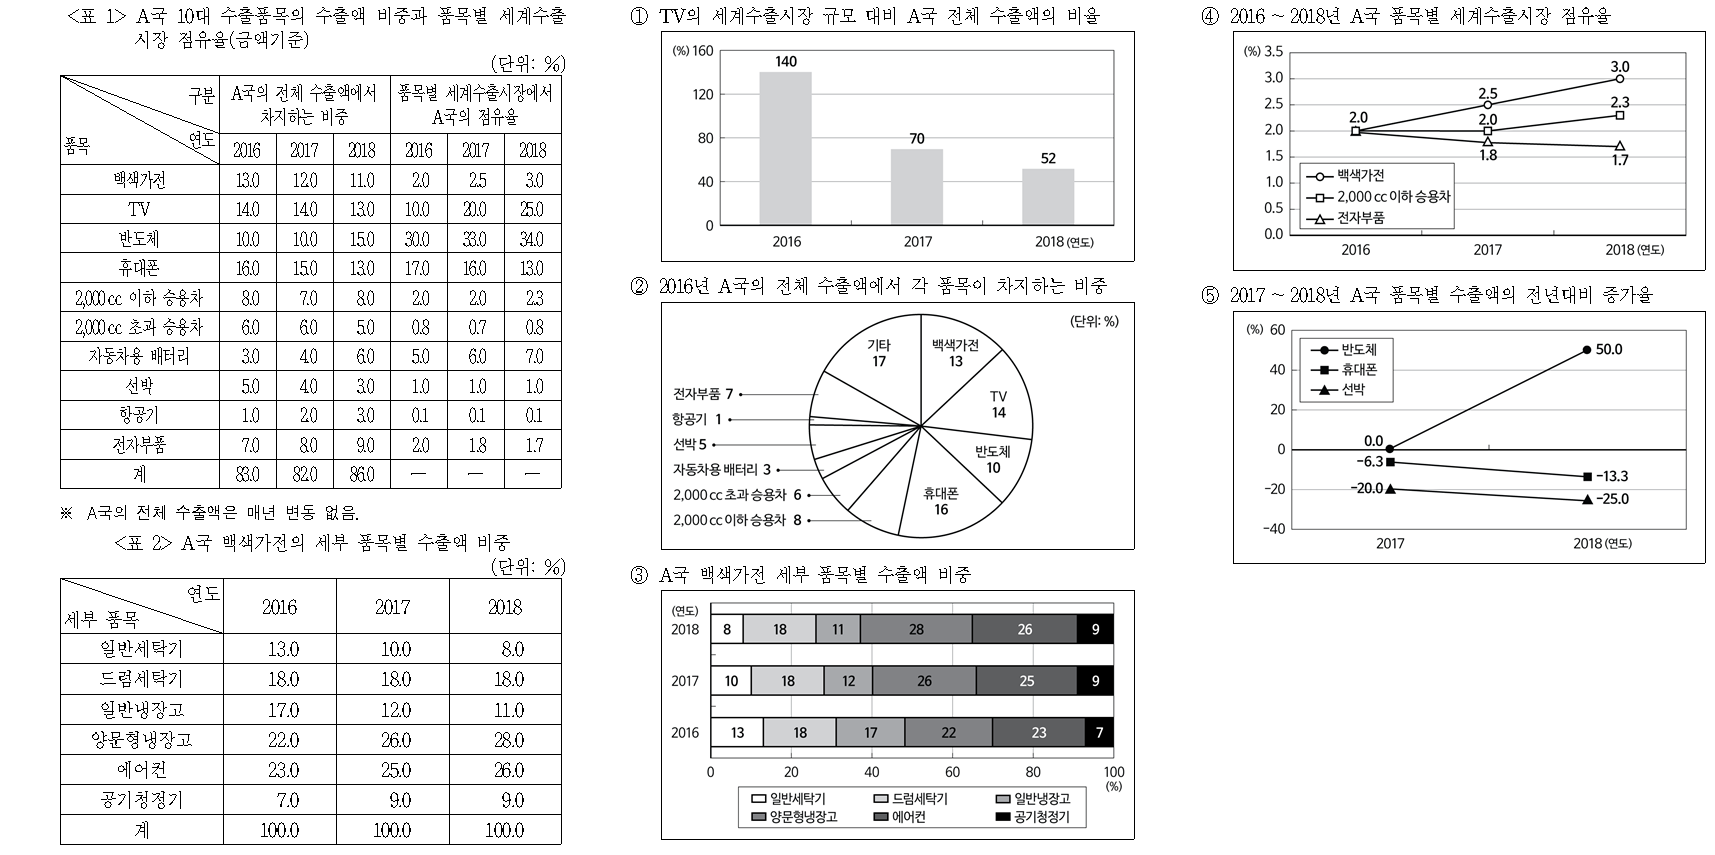 <표 1> A국 10대 수출품목의 수출액 비중과 품목별 세계수출
시장 점유율(금액기준)
(단위: %)
구분 A국의 전체 수출액에서 차지하는 비중 품목별 세계수출시장에서 A국의 점유율
품목 연도 2016 2017 2018 2016 2017 2018
백색가전 13.0 12.0 11.0 2.0 2.5 3.0
TV 14.0 14.0 13.0 10.0 20.0 25.0
반도체 10.0 10.0 15.0 30.0 33.0 34.0
휴대폰 16.0 15.0 13.0 17.0 16.0 13.0
2,000cc 이하 승용차 8.0 7.0 8.0 2.0 2.0 2.3
2,000cc 초과 승용차 6.0 6.0 5.0 0.8 0.7 0.8
자동차용 배터리 3.0 4.0 6.0 5.0 6.0 7.0
선박 5.0 4.0 3.0 1.0 1.0 1.0
항공기 1.0 2.0 3.0 0.1 0.1 0.1
전자부품 7.0 8.0 9.0 2.0 1.8 1.7
계 83.0 82.0 86.0 － － －
※ A국의 전체 수출액은 매년 변동 없음.
<표 2> A국 백색가전의 세부 품목별 수출액 비중
(단위: %)
세부 품목 연도 2016 2017 2018
일반세탁기 13.0 10.0 8.0
드럼세탁기 18.0 18.0 18.0
일반냉장고 17.0 12.0 11.0
양문형냉장고 22.0 26.0 28.0
에어컨 23.0 25.0 26.0
공기청정기 7.0 9.0 9.0
계 100.0 100.0 100.0
① TV의 세계수출시장 규모 대비 A국 전체 수출액의 비율
(%) 160
140
120
80
70
52
40
0
2016 2017 2018 (연도)
② 2016년 A국의 전체 수출액에서 각 품목이 차지하는 비중
(단위: %)
기타 17
백색가전 13
TV 14
반도체 10
휴대폰 16
전자부품 7
항공기 1
선박 5
자동차용 배터리 3
2,000 cc 초과 승용차 6
2,000 cc 이하 승용차 8
③ A국 백색가전 세부 품목별 수출액 비중
(연도)
2018 8 18 11 28 26 9
2017 10 18 12 26 25 9
2016 13 18 17 22 23 7
0 20 40 60 80 100
(%)
일반세탁기 드럼세탁기 일반냉장고
양문형냉장고 에어컨 공기청정기
④ 2016 ~ 2018년 A국 품목별 세계수출시장 점유율
(%) 3.5
3.0 3.0
2.5 2.5
2.3
2.0 2.0 2.0
1.8 1.7
1.5
1.0
0.5
0.0
백색가전
2,000 cc 이하 승용차
전자부품
2016 2017 2018 (연도)
⑤ 2017 ~ 2018년 A국 품목별 수출액의 전년대비 증가율
(%) 60
반도체
휴대폰
선박
50.0
40
20
0.0
0
-6.3
-13.3
-20 -20.0
-25.0
-40
2017 2018 (연도)